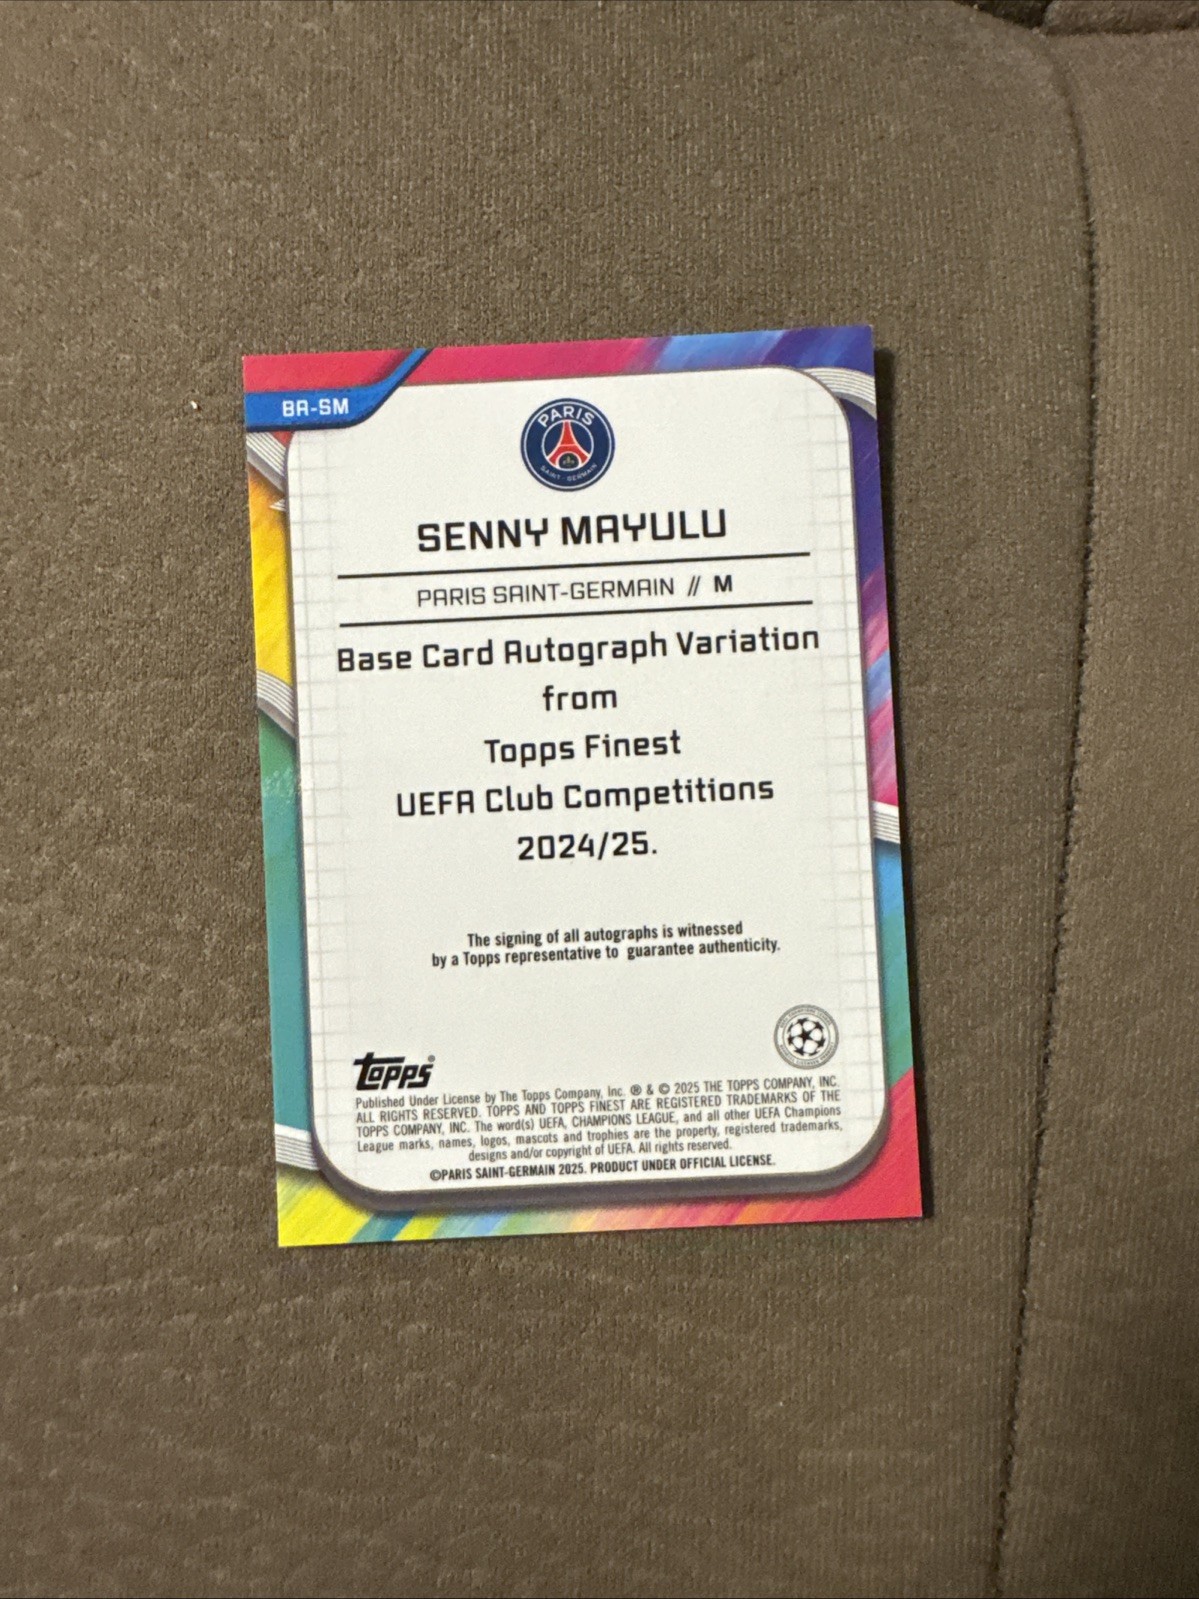 BA-SM
PARIS
SAINT-GERMAIN
SENNY MAYULU
PARIS SAINT-GERMAIN // M
Base Card Autograph Variation
from
Topps Finest
UEFA Club Competitions
2024/25.
The signing of all autographs is witnessed
by a Topps representative to guarantee authenticity.
Topps®
Published Under License by The Topps Company, Inc. ® & © 2025 THE TOPPS COMPANY, INC.
ALL RIGHTS RESERVED. TOPPS AND TOPPS FINEST ARE REGISTERED TRADEMARKS OF THE
TOPPS COMPANY, INC. The word(s) UEFA, CHAMPIONS LEAGUE, and all other UEFA Champions
League marks, names, logos, mascots and trophies are the property, registered trademarks,
designs and/or copyright of UEFA. All rights reserved.
©PARIS SAINT-GERMAIN 2025. PRODUCT UNDER OFFICIAL LICENSE.